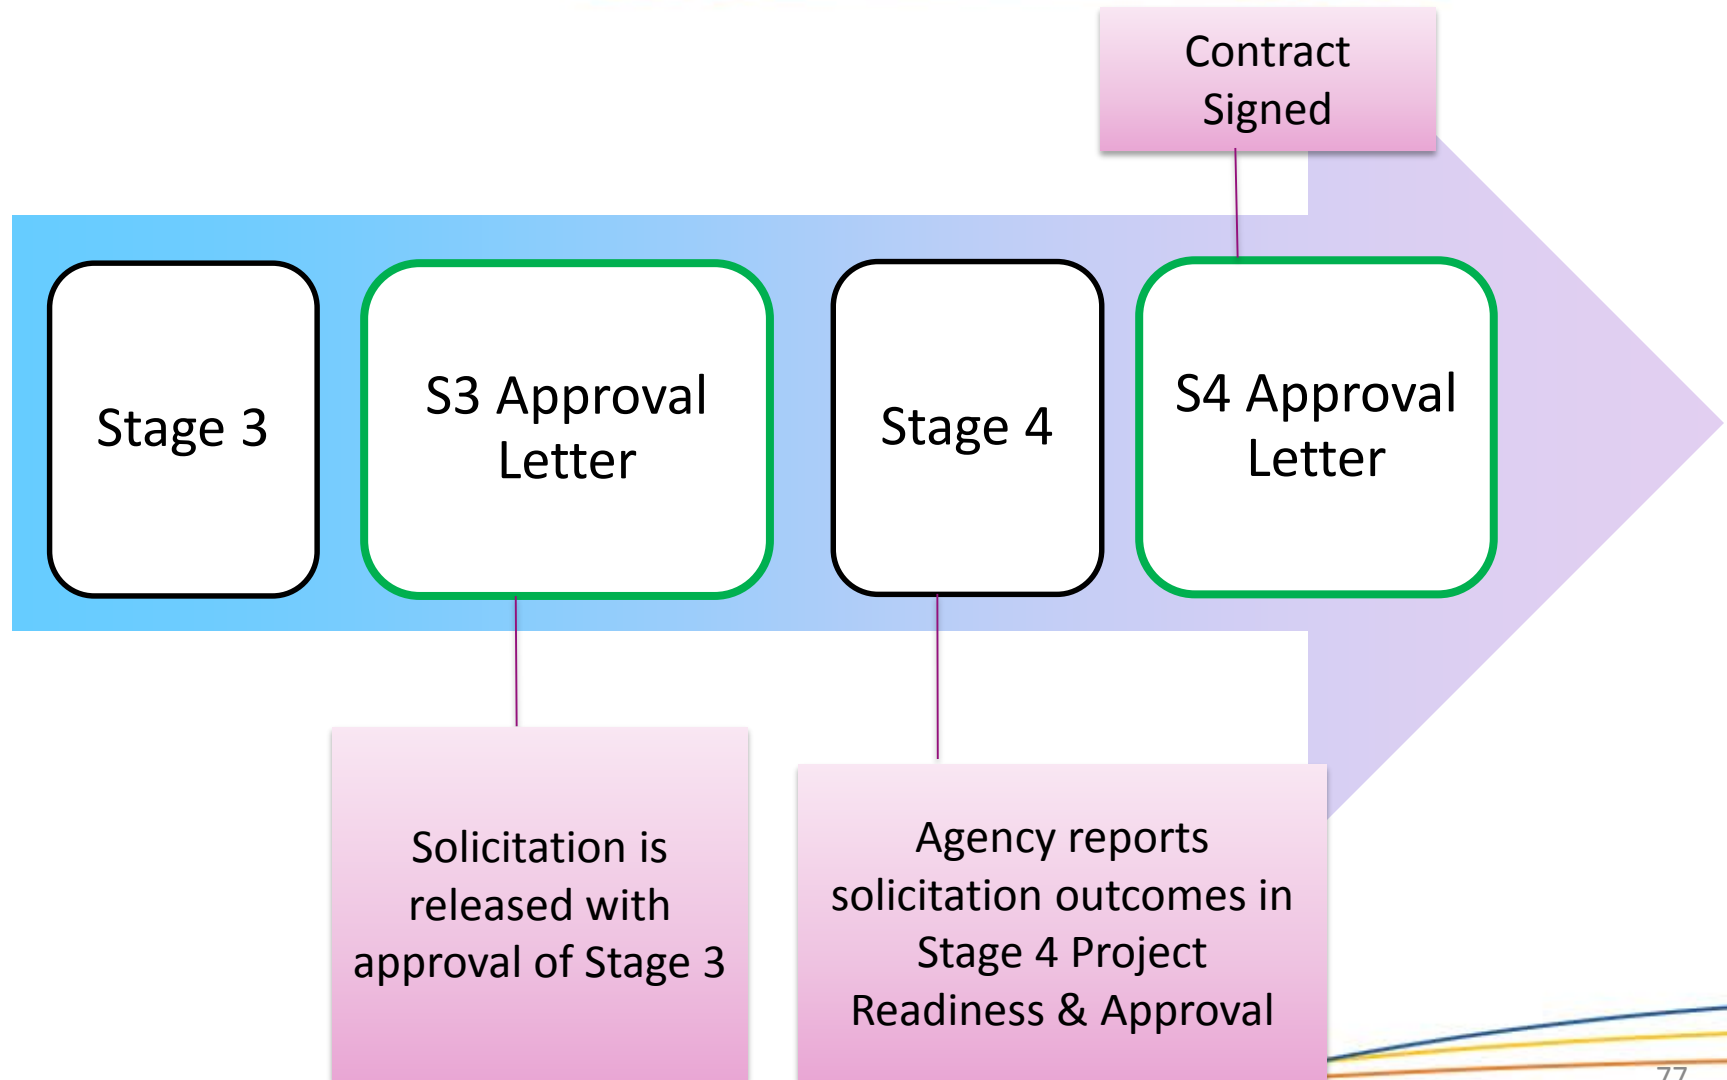 Contract
Signed
Stage 3
S3 Approval
Letter
Stage 4
S4 Approval
Letter
Solicitation is
released with
approval of Stage 3
Agency reports
solicitation outcomes in
Stage 4 Project
Readiness & Approval
77